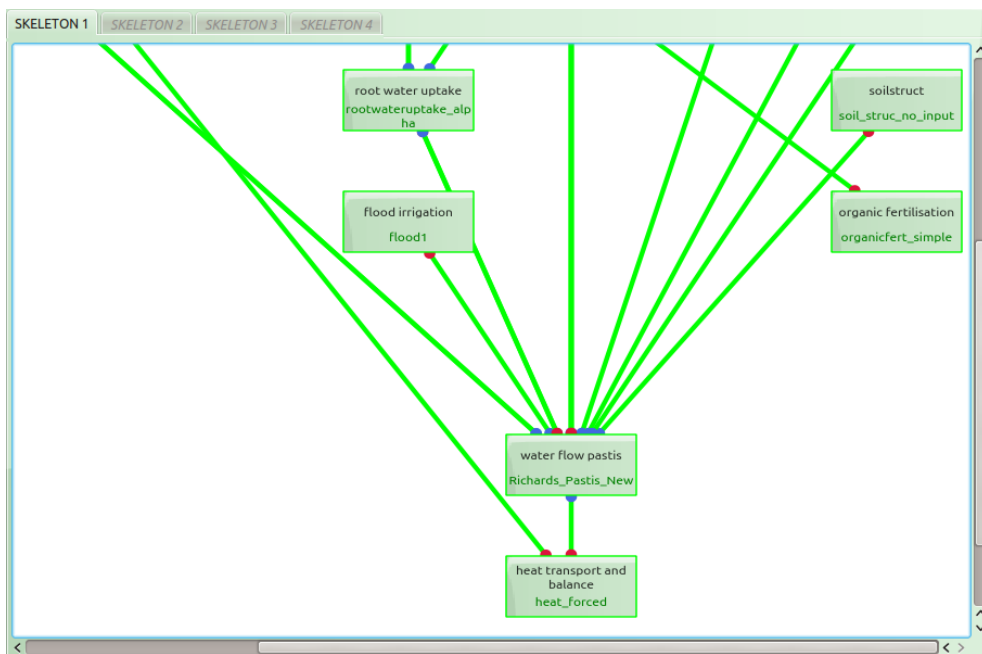 SKELETON 1 SKELETON 2 SKELETON 3 SKELETON 4
root water uptake
rootwateruptake_alp
ha
soilstruct
soil_struc_no_input
flood irrigation
flood1
organic fertilisation
organicfert_simple
water flow pastis
Richards_Pastis_New
heat transport and
balance
heat_forced